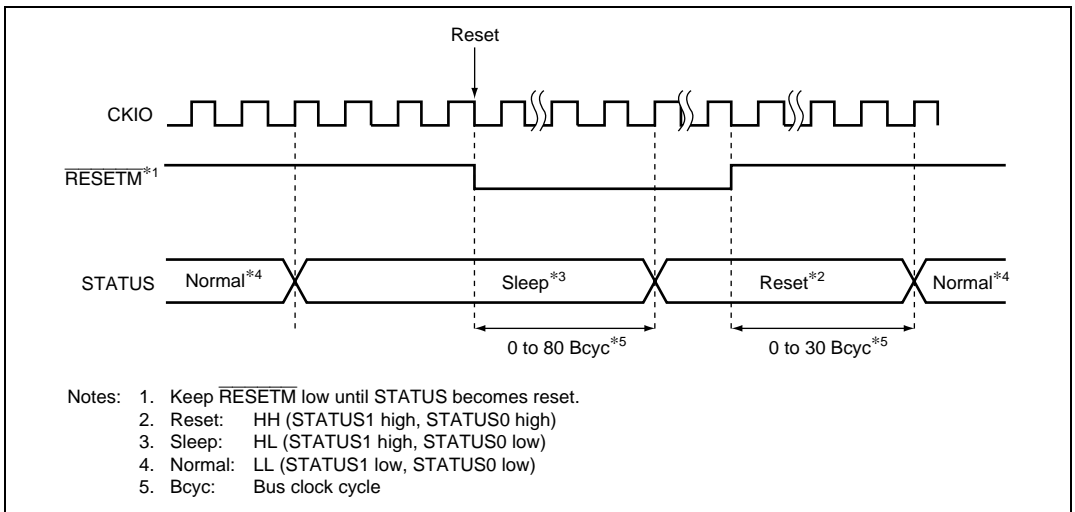 Reset
CKIO
RESETM*1
STATUS Normal*4 Sleep*3 Reset*2 Normal*4
0 to 80 Bcyc*5 0 to 30 Bcyc*5
Notes: 1. Keep RESETM low until STATUS becomes reset.
2. Reset: HH (STATUS1 high, STATUS0 high)
3. Sleep: HL (STATUS1 high, STATUS0 low)
4. Normal: LL (STATUS1 low, STATUS0 low)
5. Bcyc: Bus clock cycle